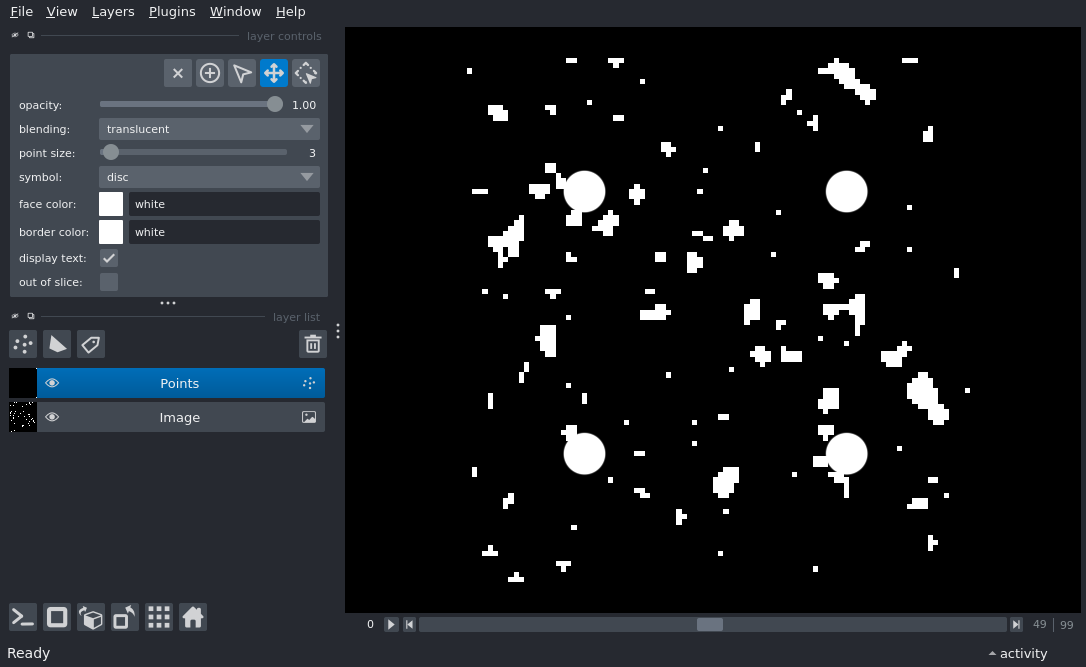 File View Layers Plugins Window Help
layer controls
opacity: 1.00
blending: translucent
point size: 3
symbol: disc
face color: white
border color: white
display text:
out of slice:
layer list
Points
Image
0 49 | 99
Ready activity